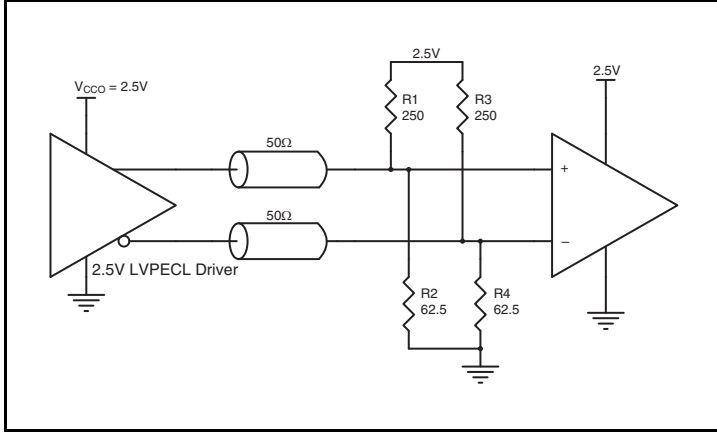 2.5V
V_CCO = 2.5V
2.5V
R1
250
R3
250
50Ω
+
50Ω
−
2.5V LVPECL Driver
R2
62.5
R4
62.5